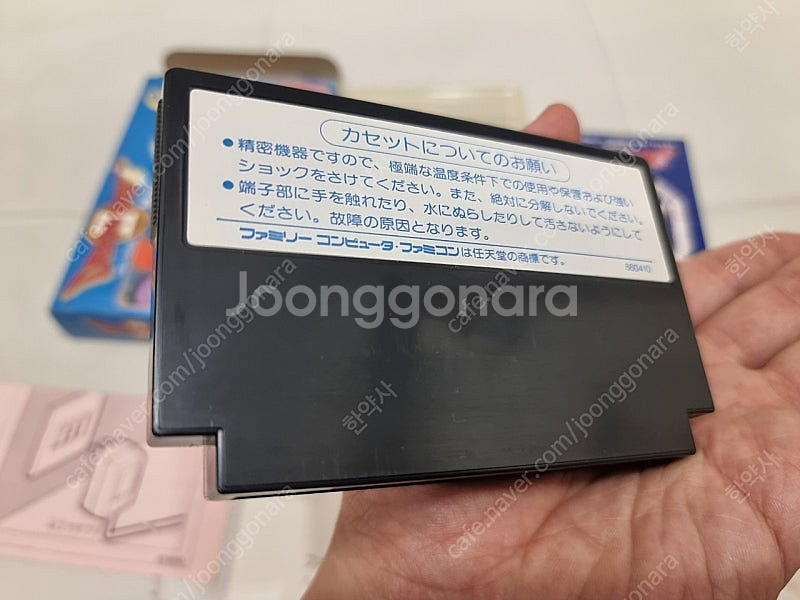 カセットについてのお願い
●精密機器ですので、極端な温度条件下での使用や保管および強い
ショックをさけてください。また、絶対に分解しないでください。
●端子部に手を触れたり、水にぬらしたりして汚さないようにして
ください。故障の原因となります。
ファミリー コンピュータ・ファミコンは任天堂の商標です。
880410
Joonggonara
cafe.naver.com/joonggonara
한약사